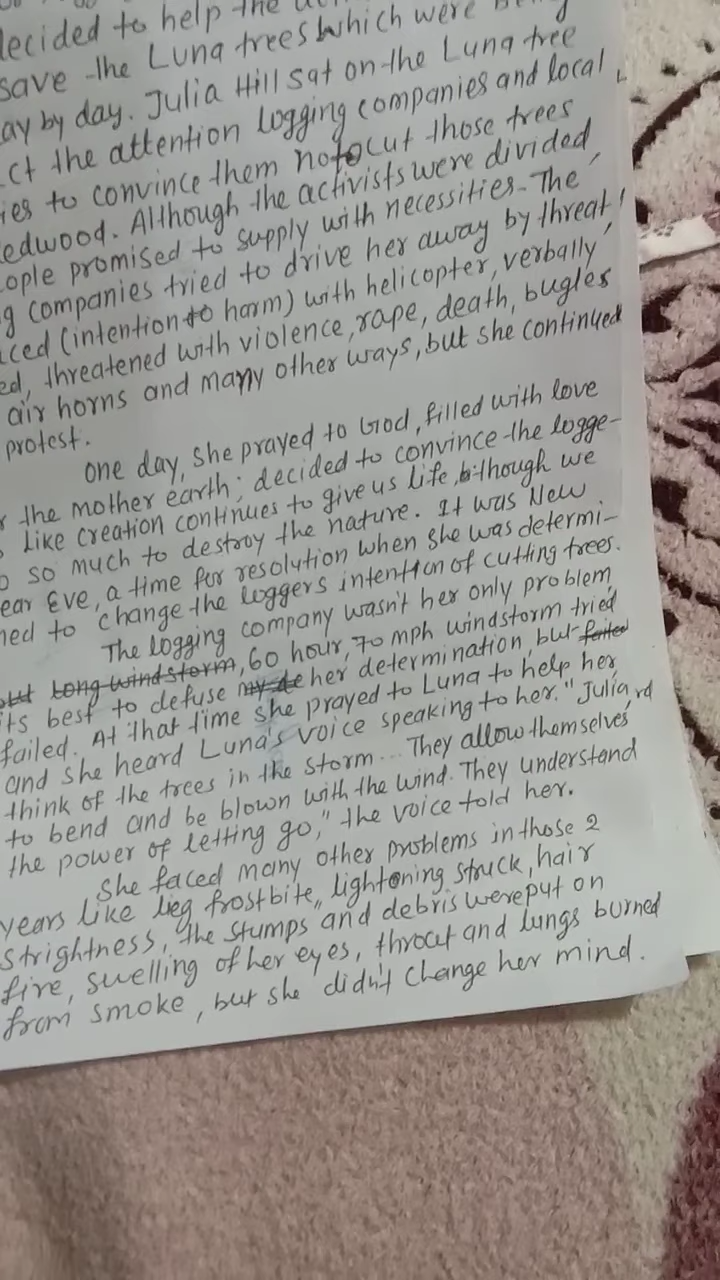 decided to help the
save the Luna trees which were being
ay by day. Julia Hill sat on the Luna tree
ct the attention logging companies and local
ies to convince them not to cut those trees
edwood. Although the activists were divided,
ople promised to supply with necessities. The
g companies tried to drive her away by threat,
ced (intention to harm) with helicopter, verbally,
ed, threatened with violence, rape, death, bugles
air horns and many other ways, but she continued
protest.
one day, she prayed to God, filled with love
r the mother earth; decided to convince the logge-
like creation continues to give us life, though we
o so much to destroy the nature. It was New
ear Eve, a time for resolution when she was determi-
ned to change the loggers intention of cutting trees.
The logging company wasn't her only problem,
but long windstorm, 60 hour, 70 mph windstorm tried
its best to defuse my de her determination, but failed
failed. At that time she prayed to Luna to help her
and she heard Luna's voice speaking to her. "Julia, rd
think of the trees in the storm... They allow themselves
to bend and be blown with the wind. They understand
the power of letting go," the voice told her.
She faced many other problems in those 2
years like leg frostbite, lightening struck, hair
strightness, the stumps and debris were put on
fire, swelling of her eyes, throat and lungs burned
from smoke, but she didn't change her mind.